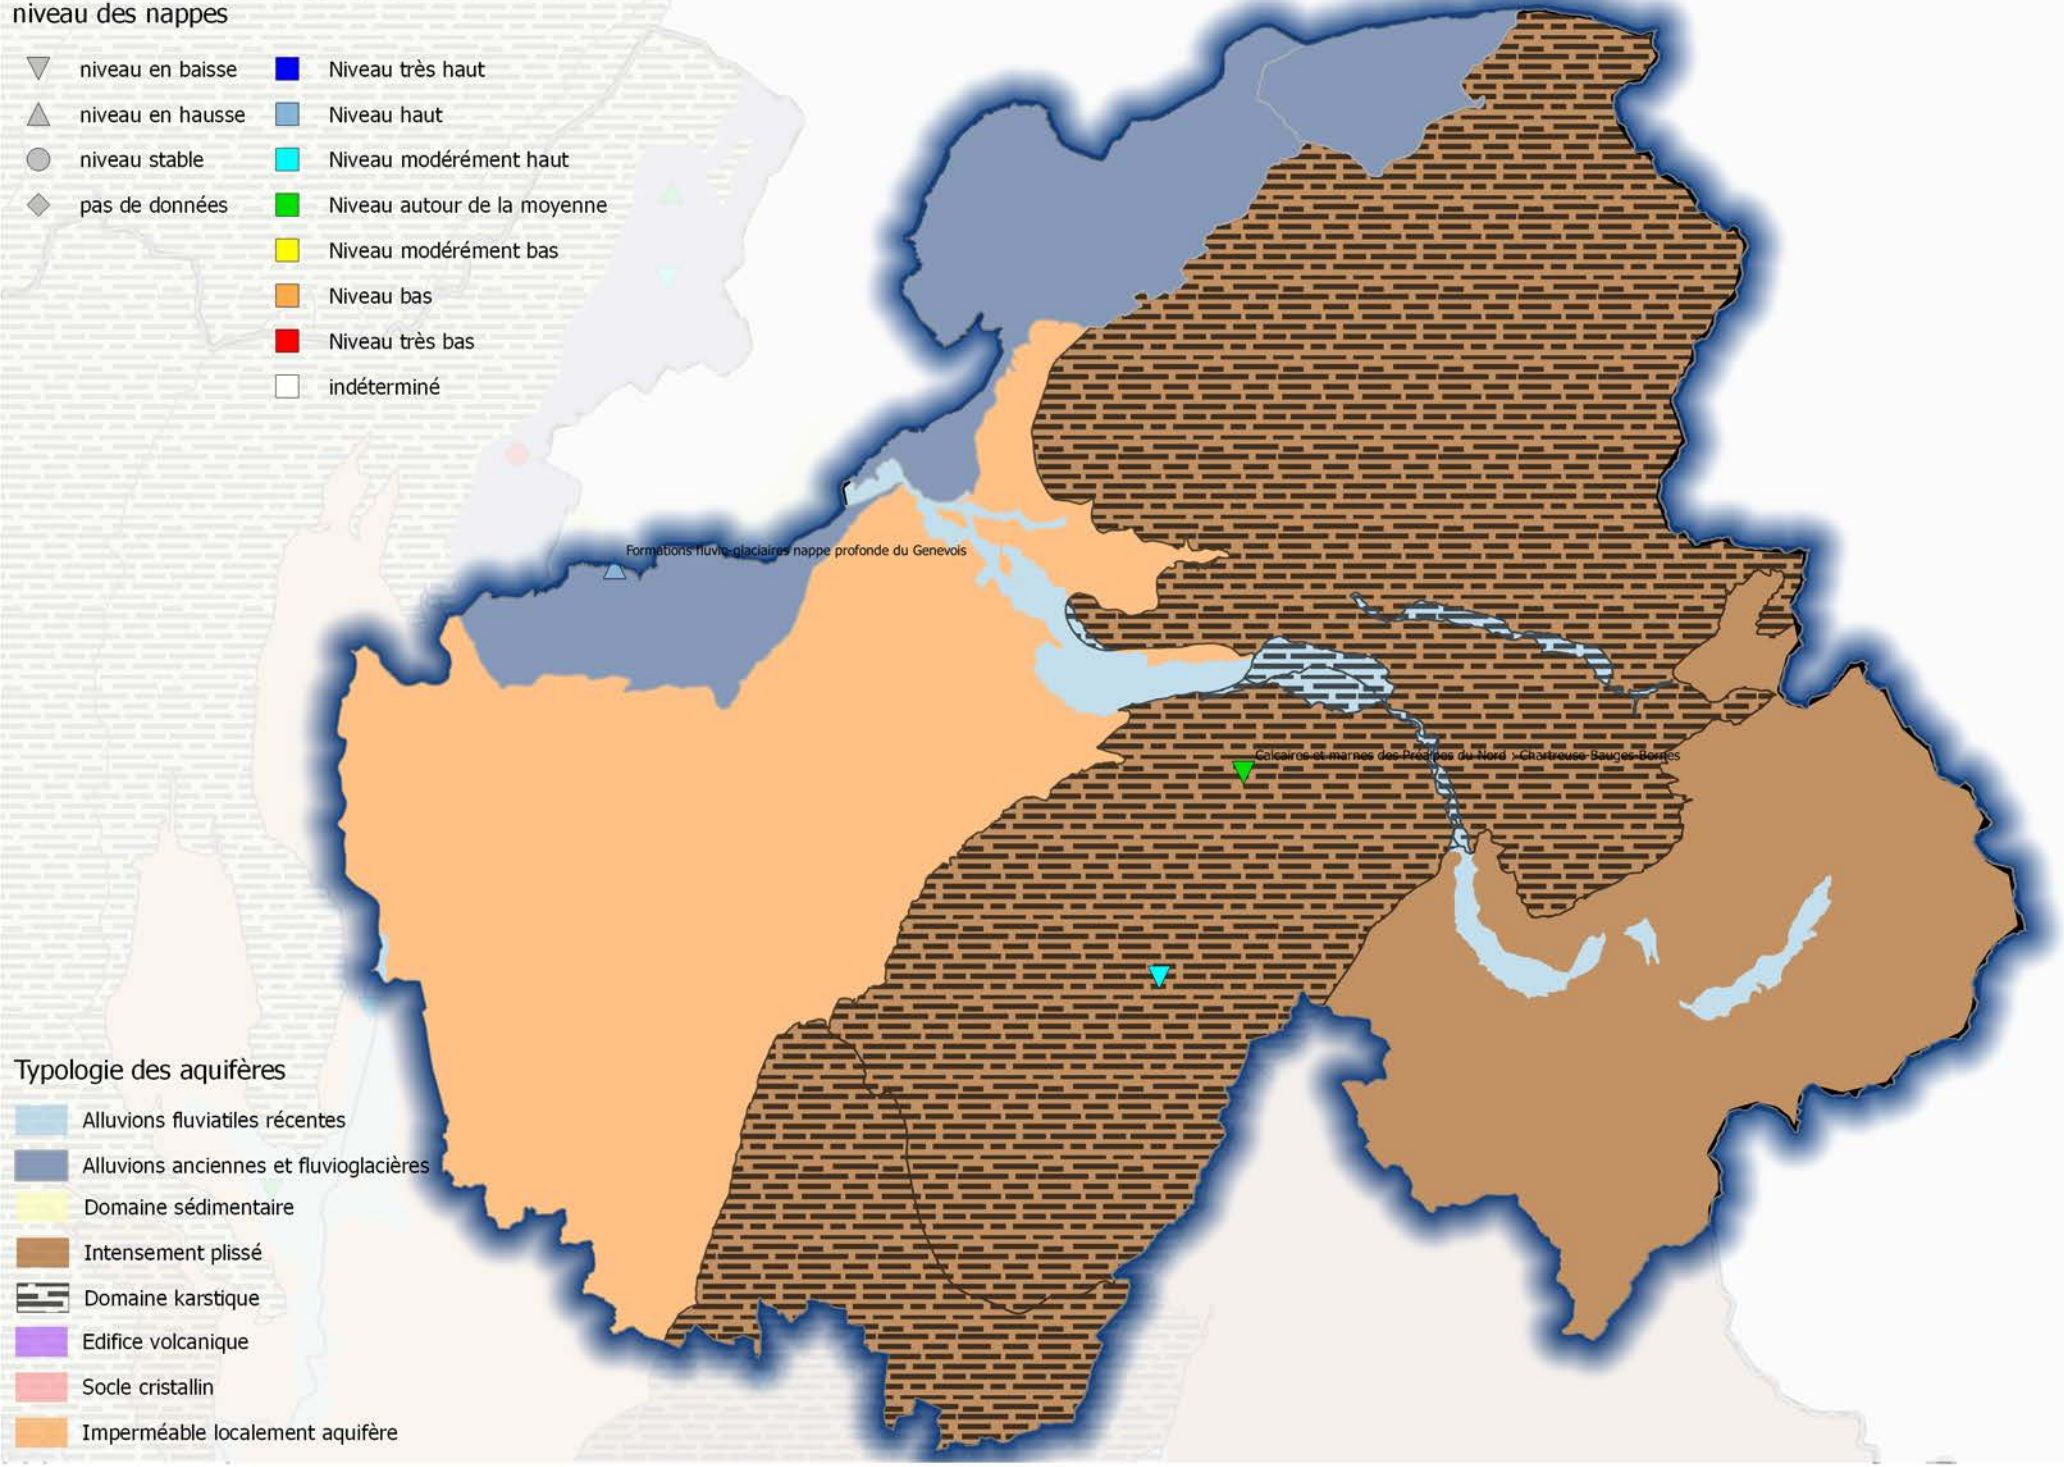 niveau des nappes
niveau en baisse
niveau en hausse
niveau stable
pas de données
Niveau très haut
Niveau haut
Niveau modérément haut
Niveau autour de la moyenne
Niveau modérément bas
Niveau bas
Niveau très bas
indéterminé
Formations fluvio-glaciaires nappe profonde du Genevois
Calcaires et marnes des Préalpes du Nord : Chartreuse-Bauges-Bornes
Typologie des aquifères
Alluvions fluviatiles récentes
Alluvions anciennes et fluvioglacières
Domaine sédimentaire
Intensement plissé
Domaine karstique
Edifice volcanique
Socle cristallin
Imperméable localement aquifère